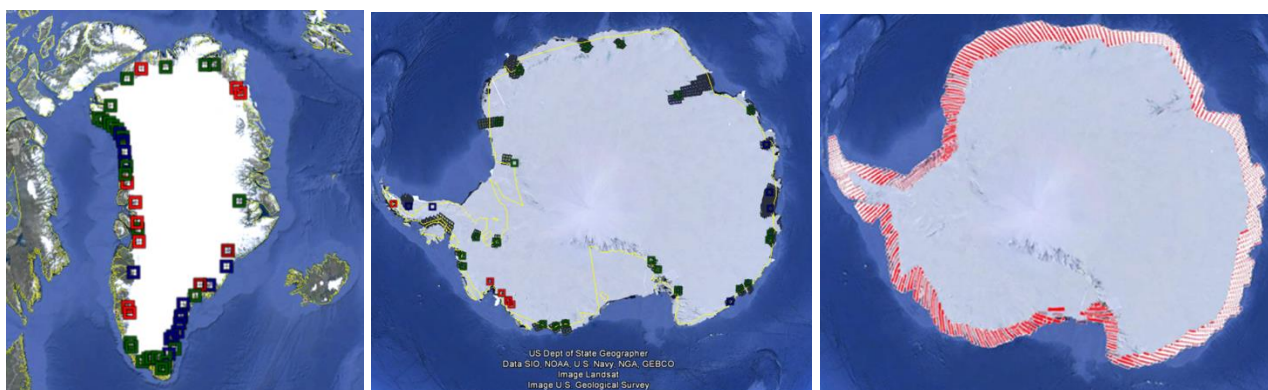 US Dept of State Geographer
Data SIO, NOAA, U.S. Navy, NGA, GEBCO
Image Landsat
Image U.S. Geological Survey